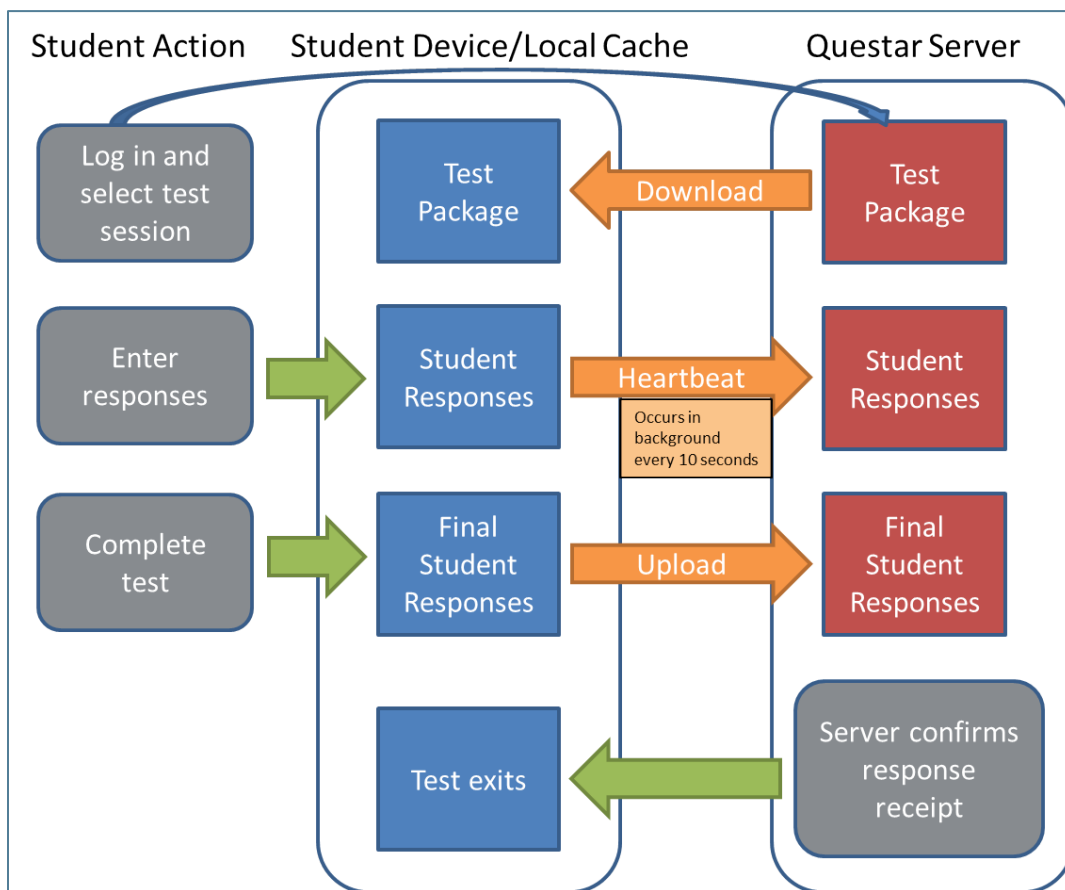 Student Action
Student Device/Local Cache
Questar Server
Log in and
select test
session
Test
Package
Download
Test
Package
Enter
responses
Student
Responses
Heartbeat
Occurs in
background
every 10 seconds
Student
Responses
Complete
test
Final
Student
Responses
Upload
Final
Student
Responses
Test exits
Server confirms
response
receipt